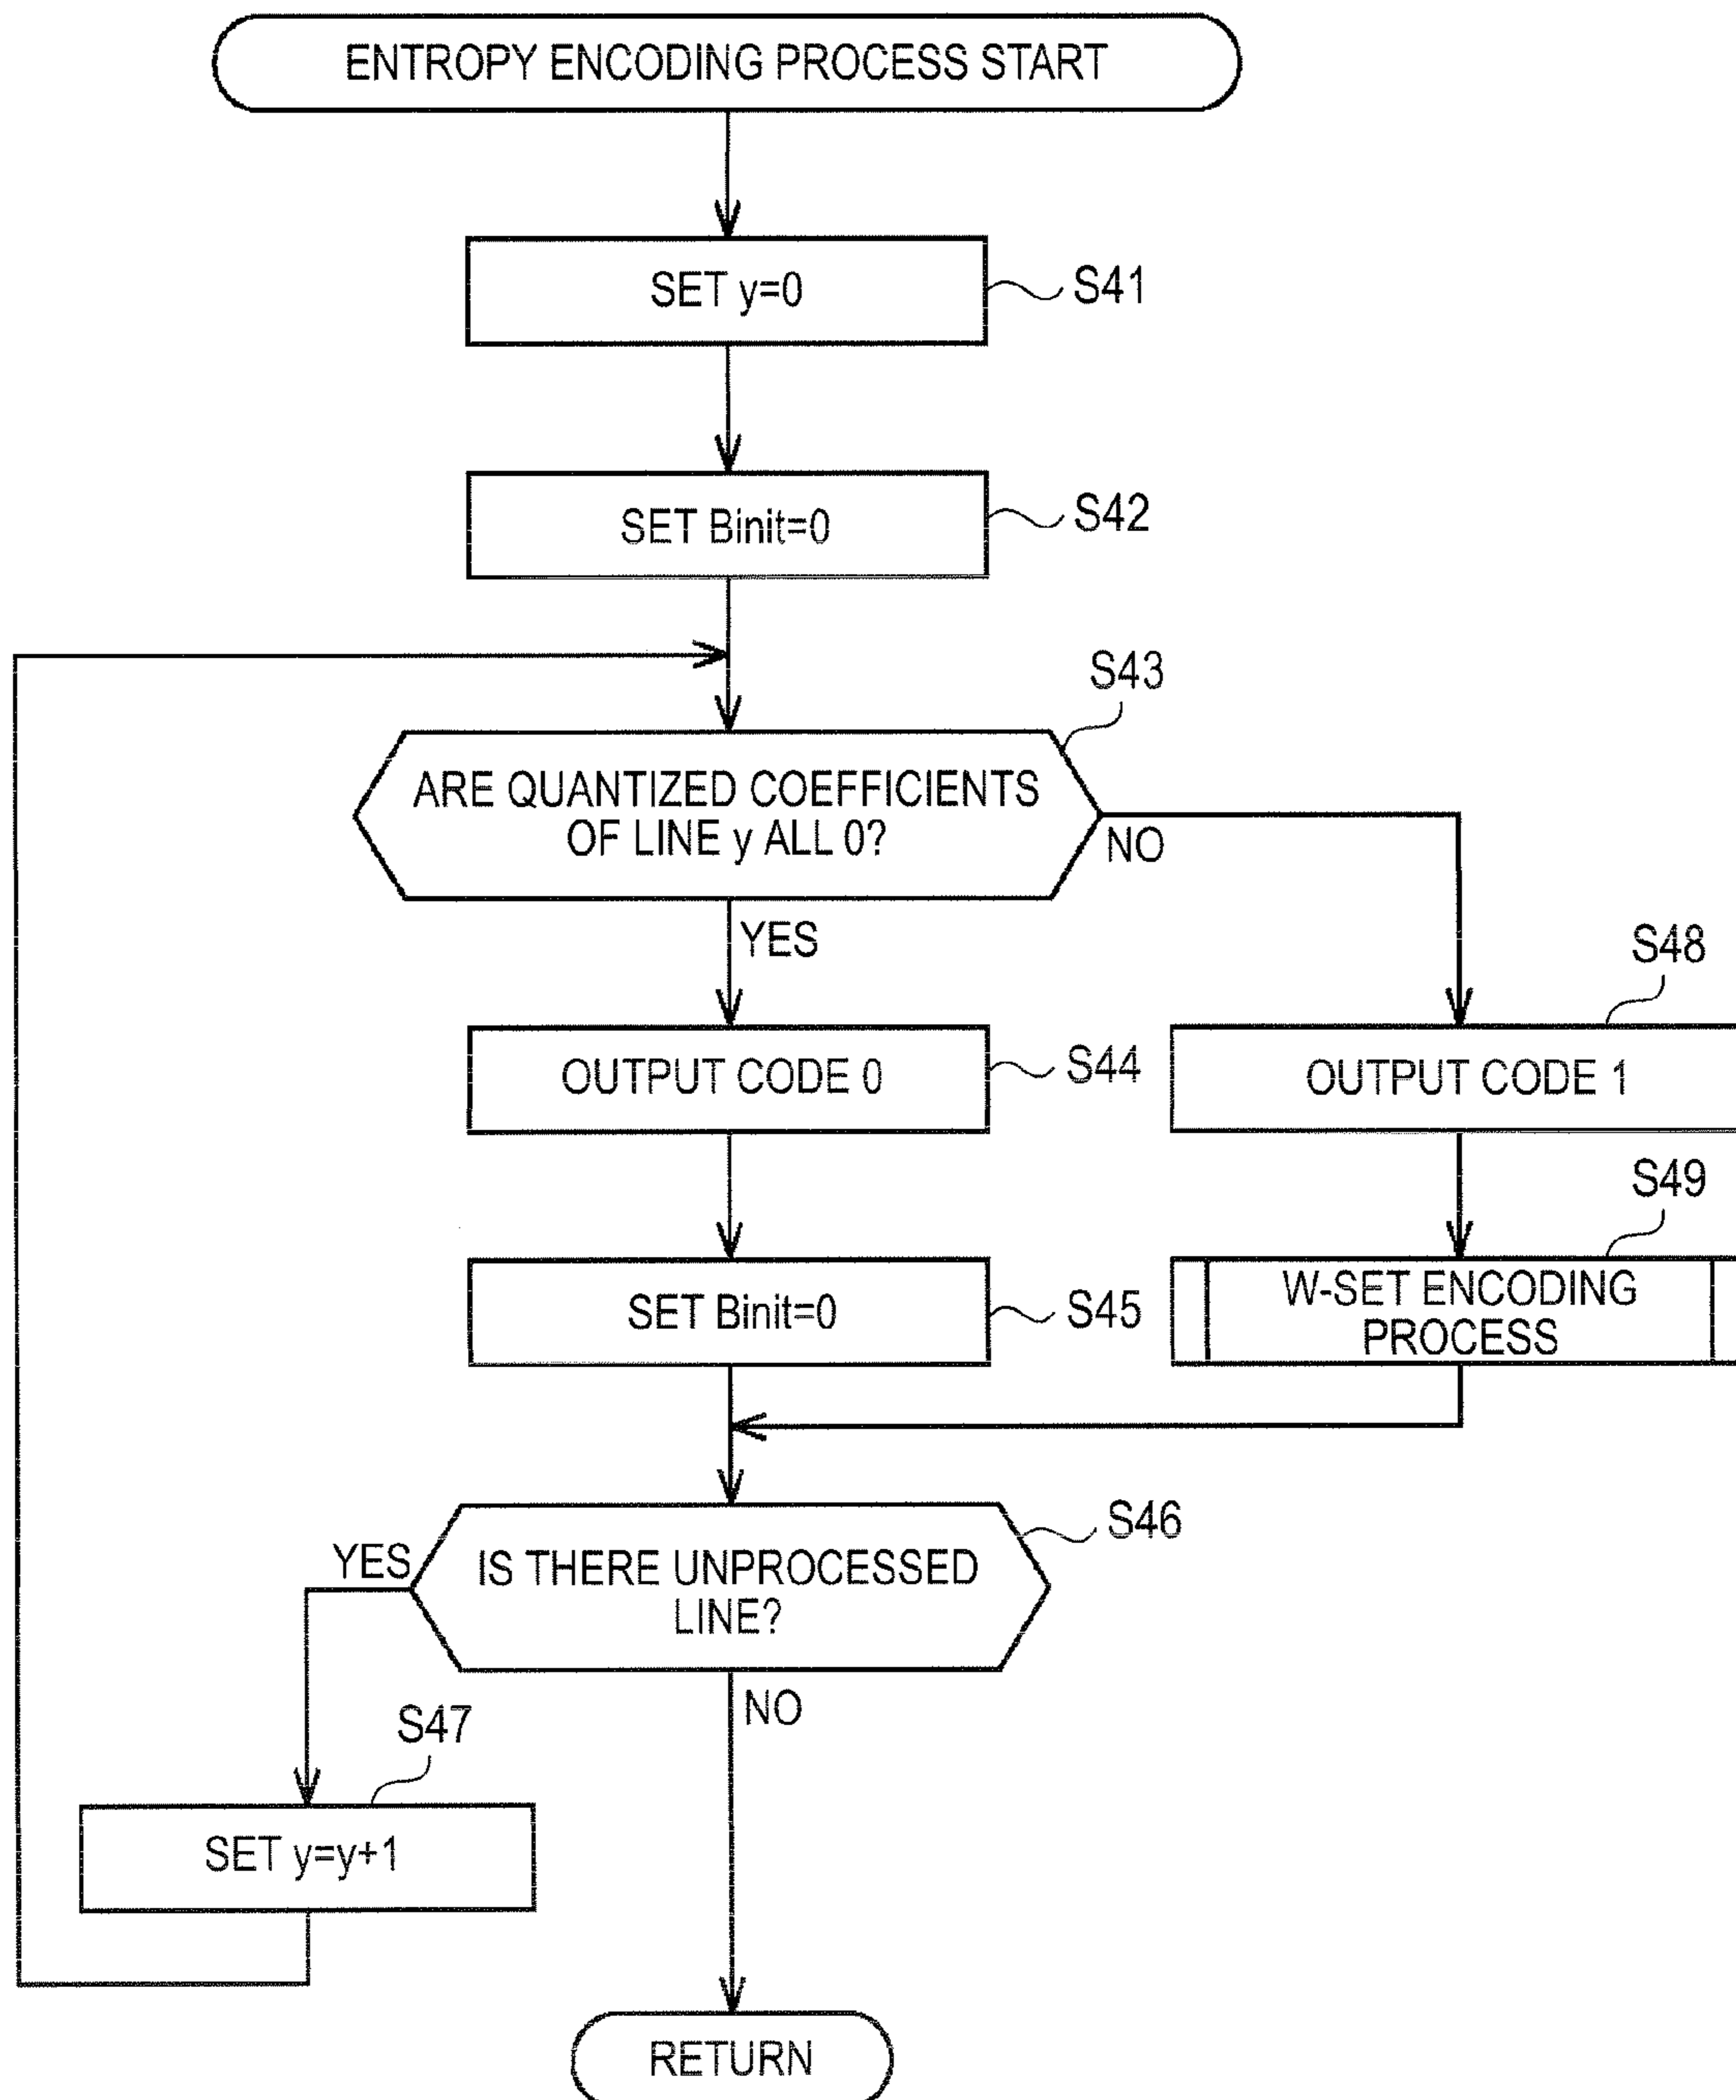 ENTROPY ENCODING PROCESS START
SET y=0
S41
SET Binit=0
S42
S43
ARE QUANTIZED COEFFICIENTS
OF LINE y ALL 0?
NO
YES
S48
OUTPUT CODE 0
S44
OUTPUT CODE 1
S49
SET Binit=0
S45
W-SET ENCODING
PROCESS
S46
YES
IS THERE UNPROCESSED
LINE?
NO
S47
SET y=y+1
RETURN